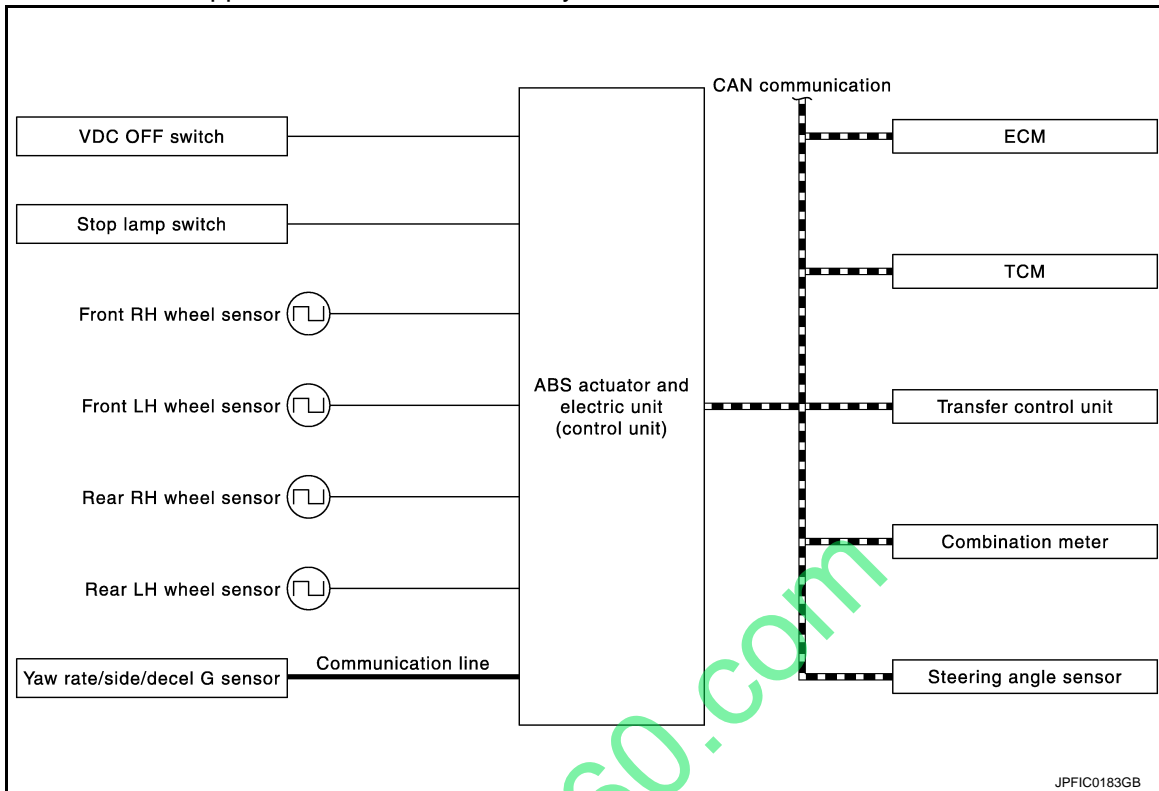 CAN communication
VDC OFF switch
ECM
Stop lamp switch
TCM
Front RH wheel sensor
Front LH wheel sensor
ABS actuator and
electric unit
(control unit)
Transfer control unit
Rear RH wheel sensor
Combination meter
Rear LH wheel sensor
Communication line
Yaw rate/side/decel G sensor
Steering angle sensor
60.com
JPFIC0183GB